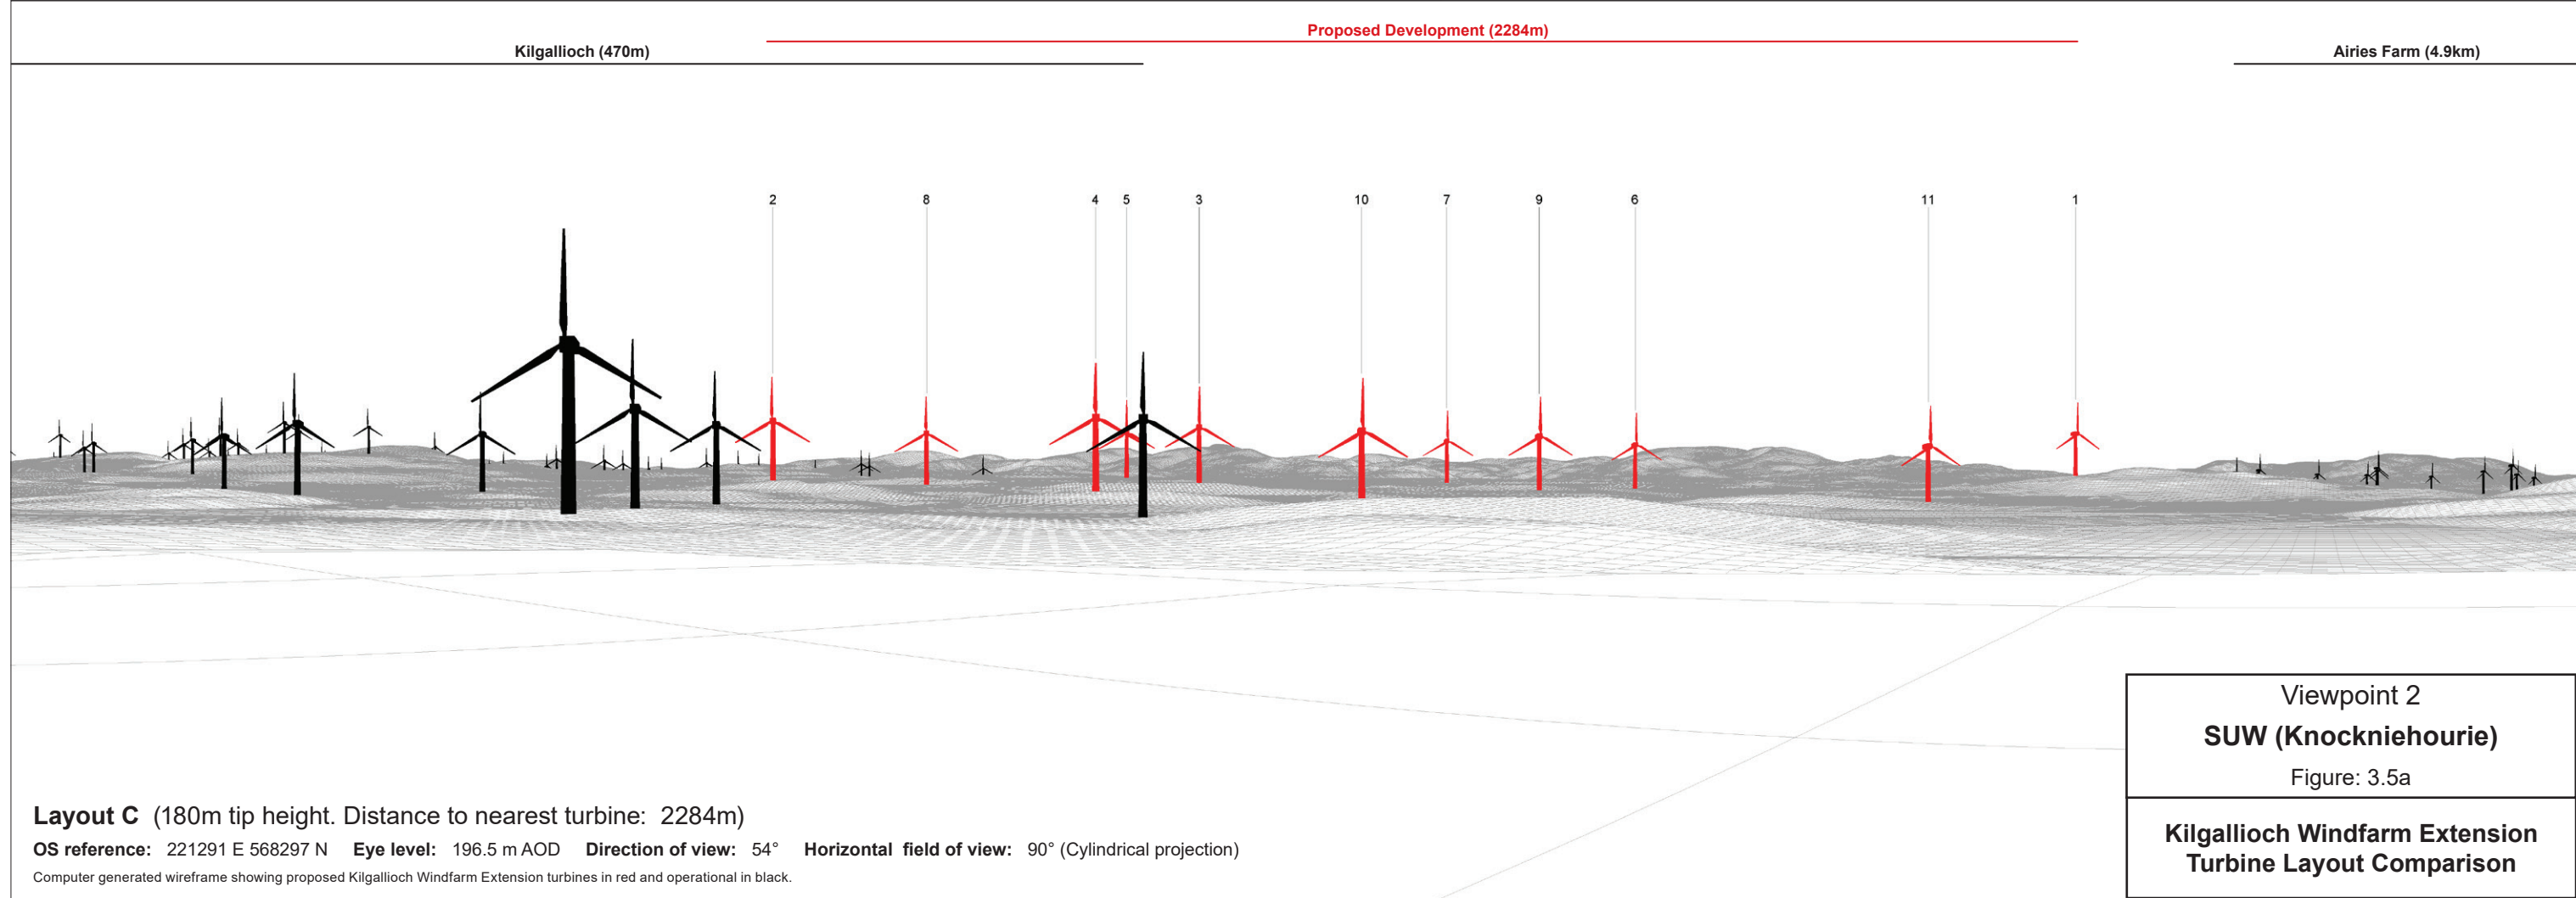 Proposed Development (2284m)
Kilgallioch (470m)
Airies Farm (4.9km)
2 8 4 5 3 10 7 9 6 11 1
Viewpoint 2
SUW (Knockniehourie)
Figure: 3.5a
Kilgallioch Windfarm Extension
Turbine Layout Comparison
Layout C (180m tip height. Distance to nearest turbine: 2284m)
OS reference: 221291 E 568297 N Eye level: 196.5 m AOD Direction of view: 54° Horizontal field of view: 90° (Cylindrical projection)
Computer generated wireframe showing proposed Kilgallioch Windfarm Extension turbines in red and operational in black.